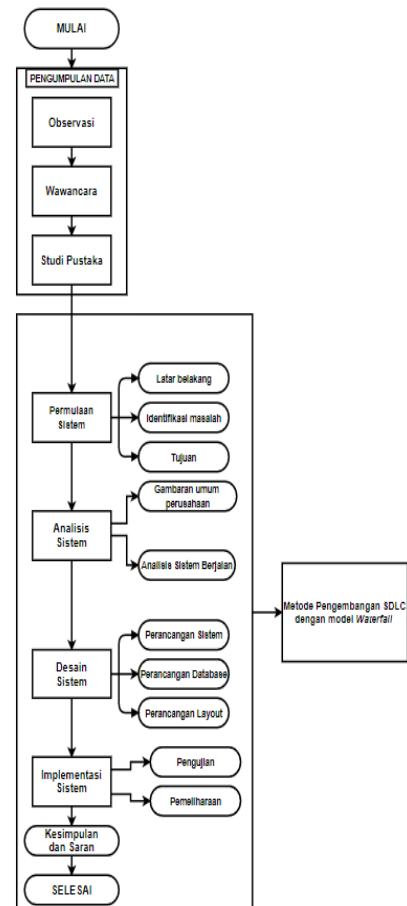 MULAI
PENGUMPULAN DATA
Observasi
Wawancara
Studi Pustaka
Permulaan
Sistem
Latar belakang
Identifikasi masalah
Tujuan
Analisis
Sistem
Gambaran umum
perusahaan
Analisis Sistem Berjalan
Desain
Sistem
Perancangan Sistem
Perancangan Database
Perancangan Layout
Implementasi
Sistem
Pengujian
Pemeliharaan
Kesimpulan
dan Saran
SELESAI
Metode Pengembangan SDLC
dengan model Waterfall